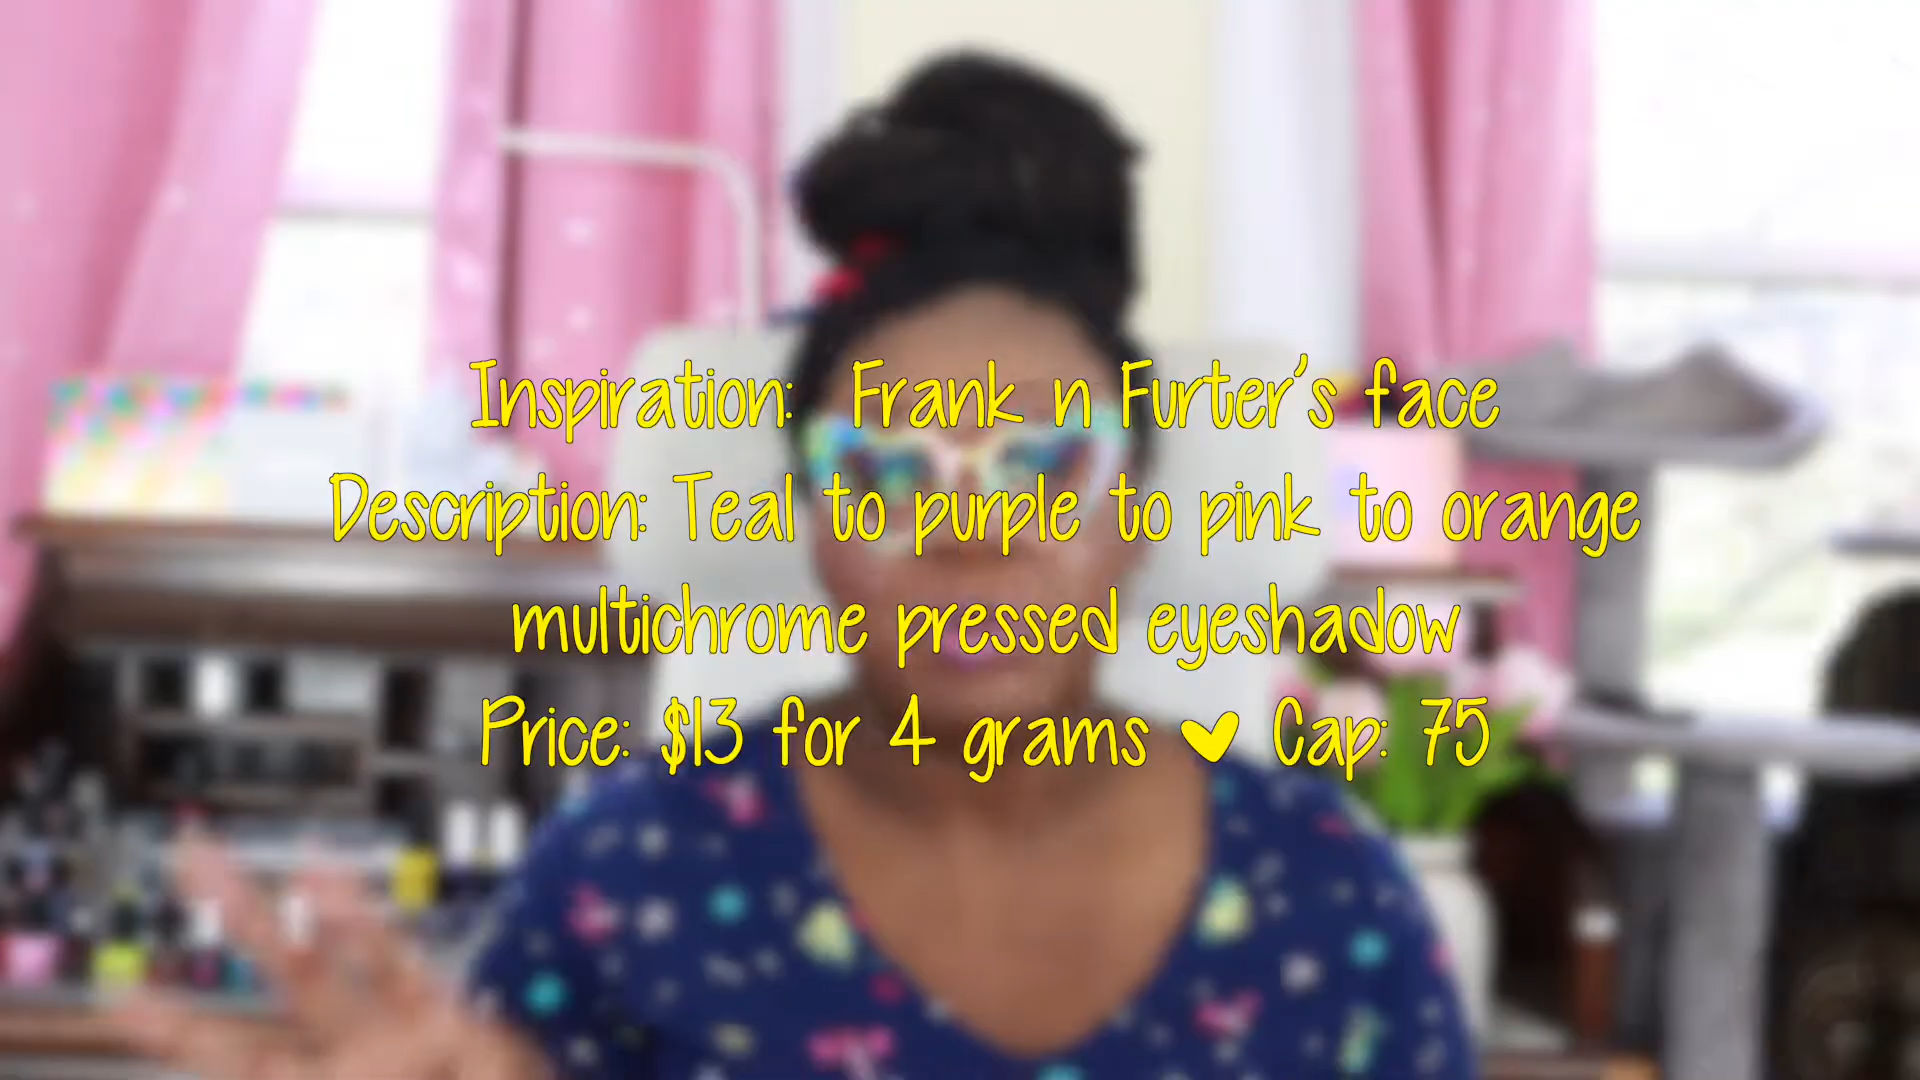 Inspiration: Frank n Furter's face
Description: Teal to purple to pink to orange
multichrome pressed eyeshadow
Price: $13 for 4 grams ♥ Cap: 75